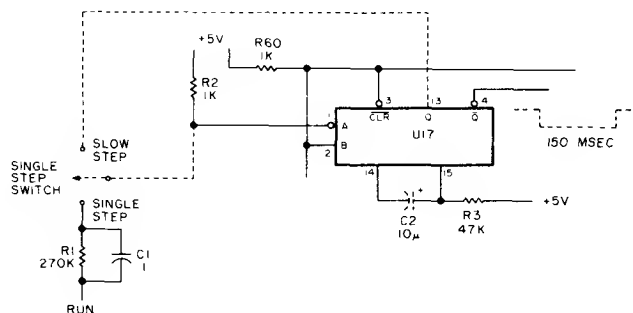 +5V
R60
1K
R2
1K
3
13
4
CLR
Q
Q
1
A
U17
2
B
14
15
150 MSEC
SLOW
STEP
SINGLE
STEP
SWITCH
SINGLE
STEP
+
C2
10μ
R3
47K
+5V
R1
270K
C1
1
RUN